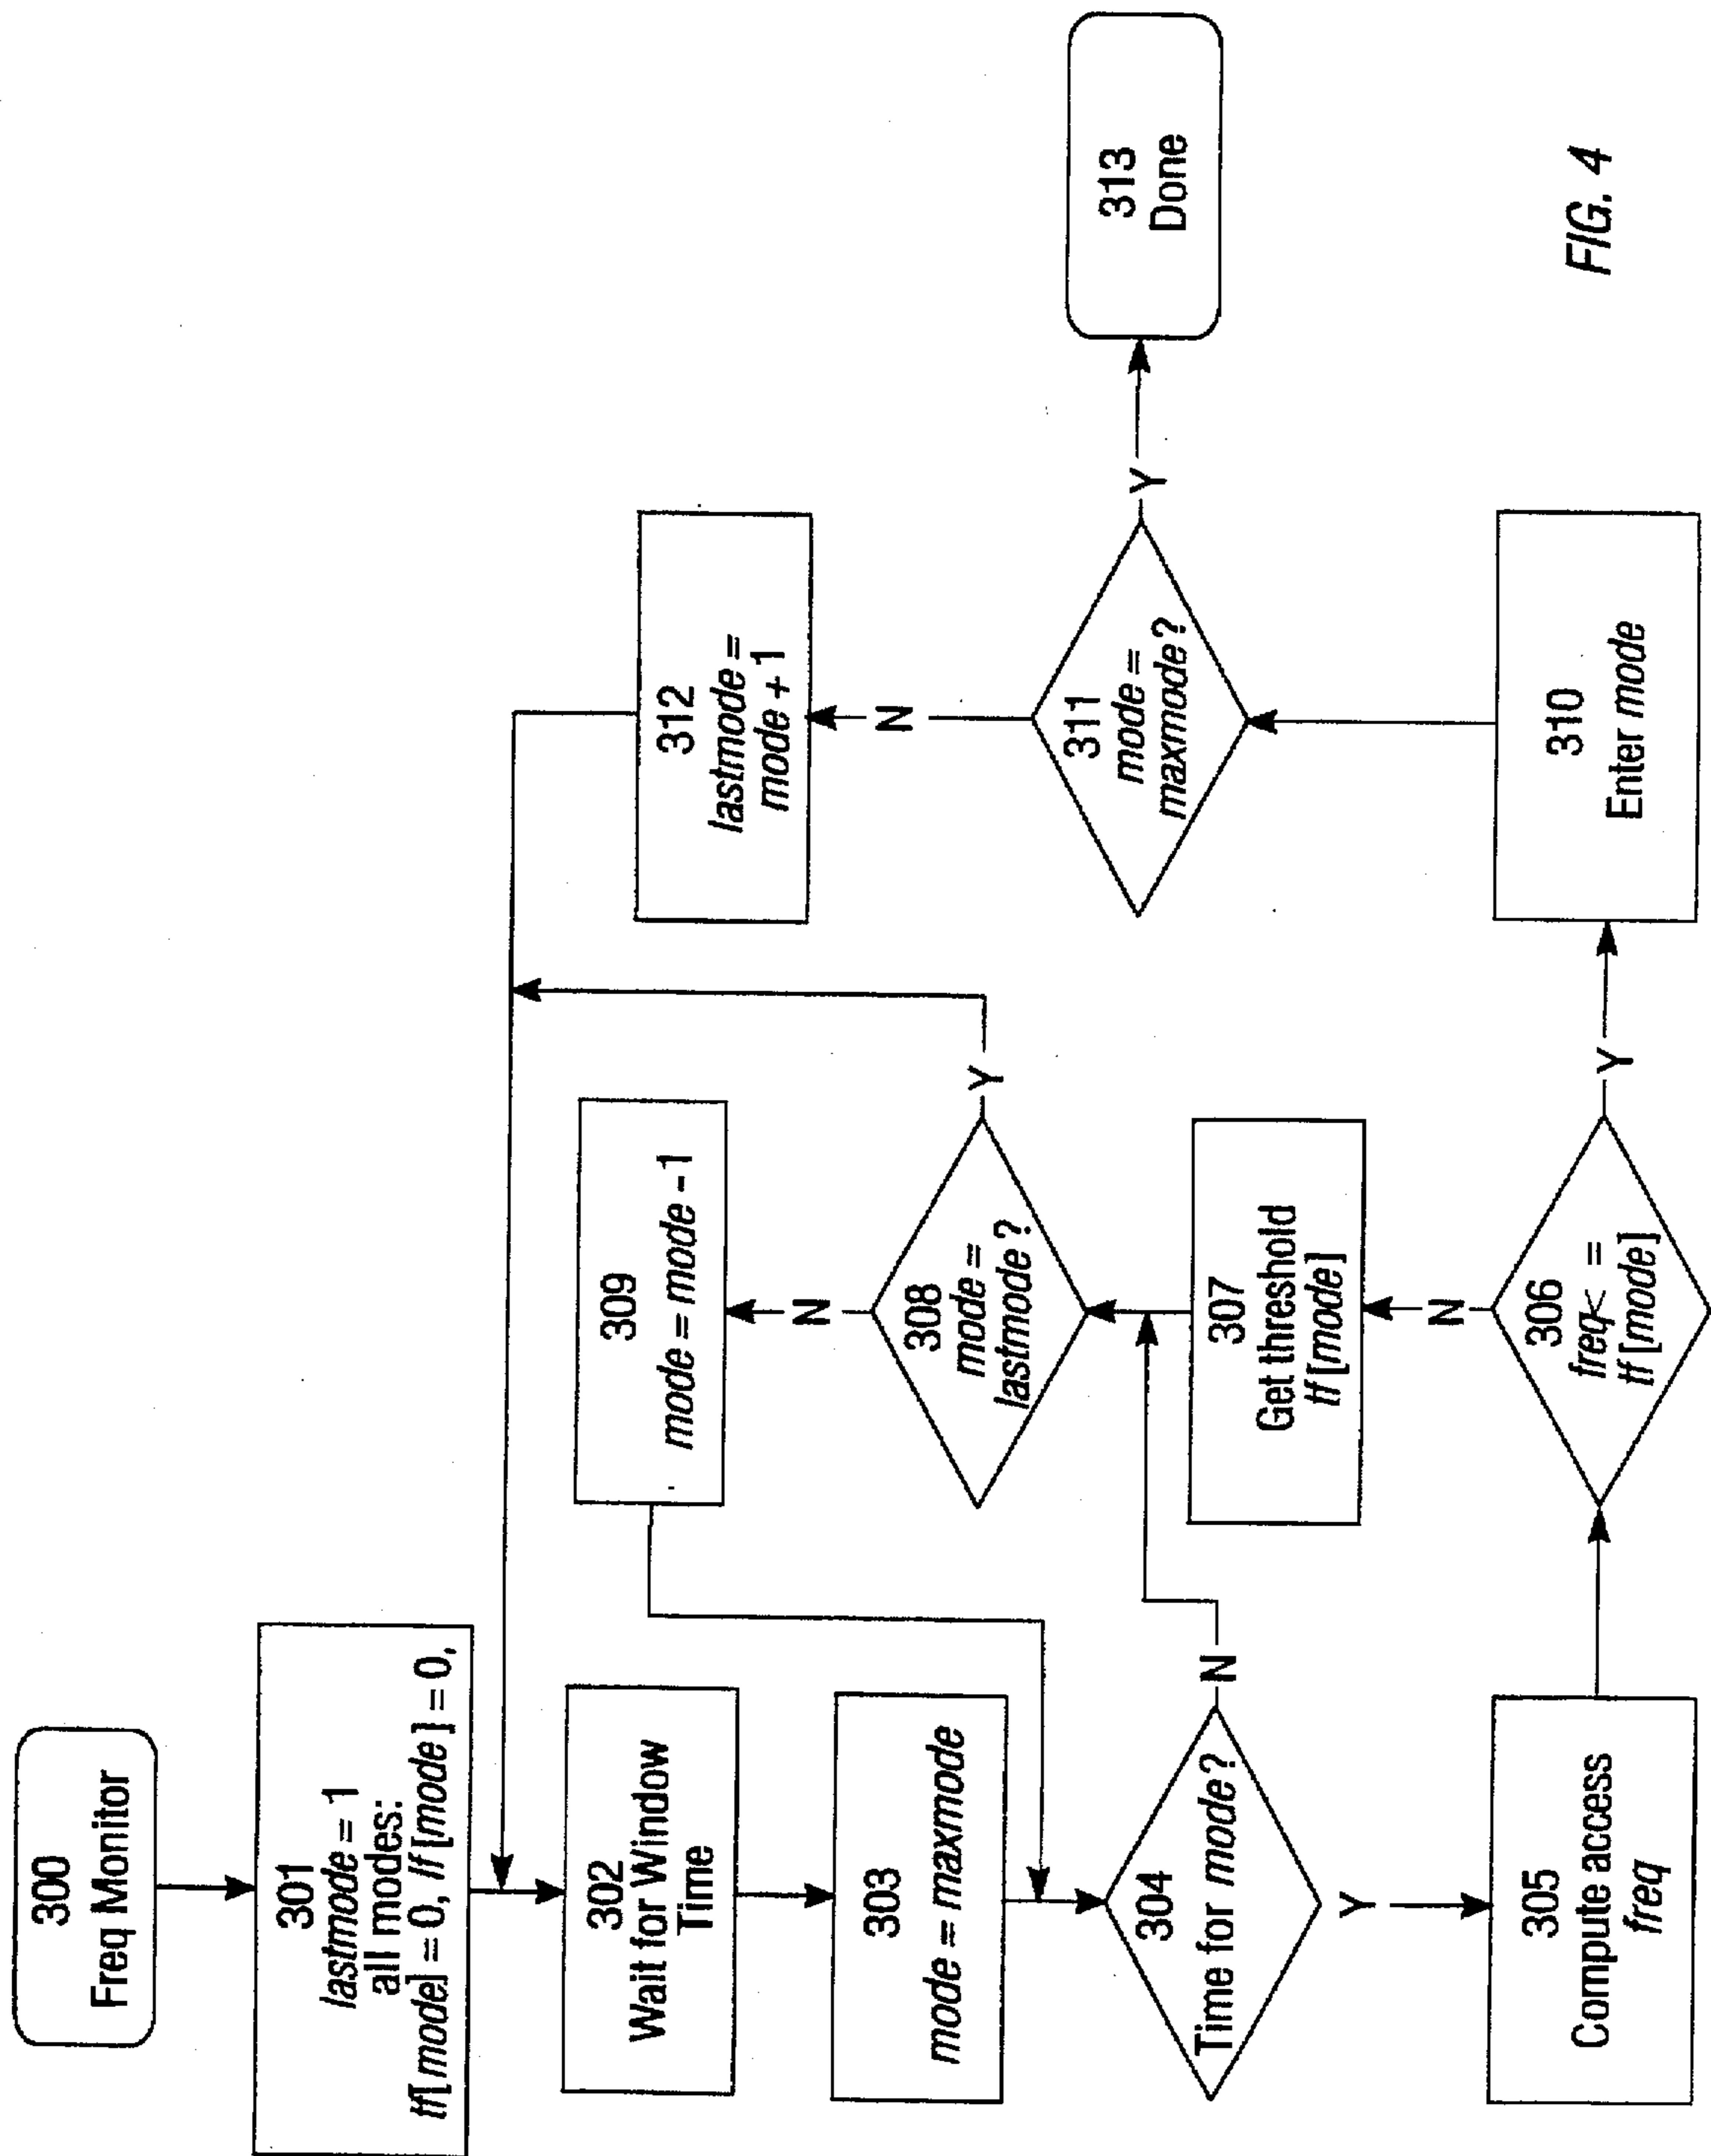 300
Freq Monitor
301
lastmode = 1
all modes:
tf[mode] = 0, lf [mode] = 0,
302
Wait for Window
Time
303
mode = maxmode
304
Time for mode?
N
Y
305
Compute access
freq
306
freq< =
tf [mode]
N
Y
307
Get threshold
tf [mode]
308
mode =
lastmode?
N
Y
309
mode = mode -1
310
Enter mode
311
mode =
maxmode?
N
Y
312
lastmode =
mode + 1
313
Done
FIG. 4